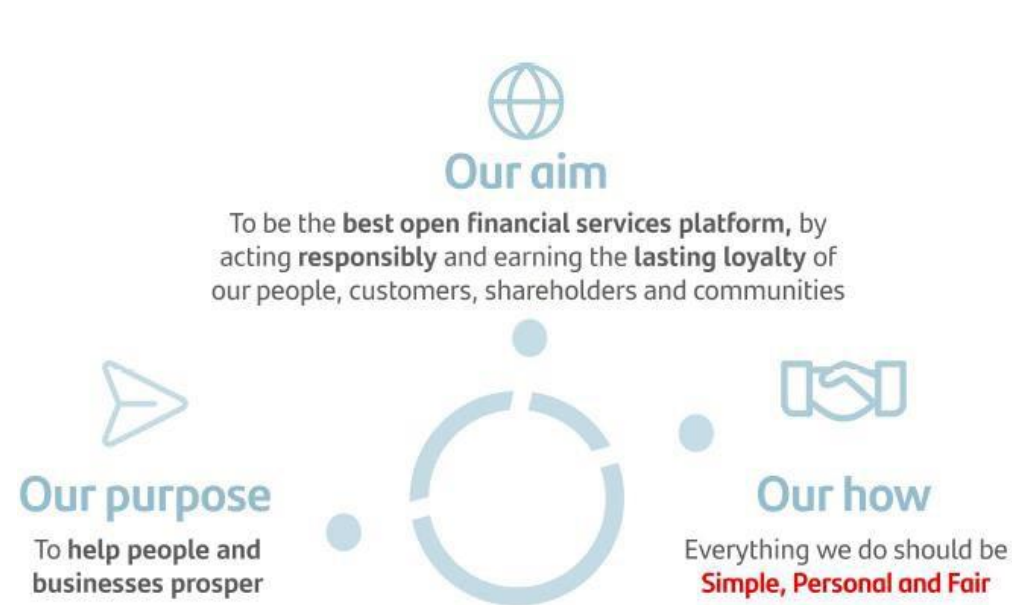 Our aim
To be the best open financial services platform, by
acting responsibly and earning the lasting loyalty of
our people, customers, shareholders and communities
Our purpose
To help people and
businesses prosper
Our how
Everything we do should be
Simple, Personal and Fair